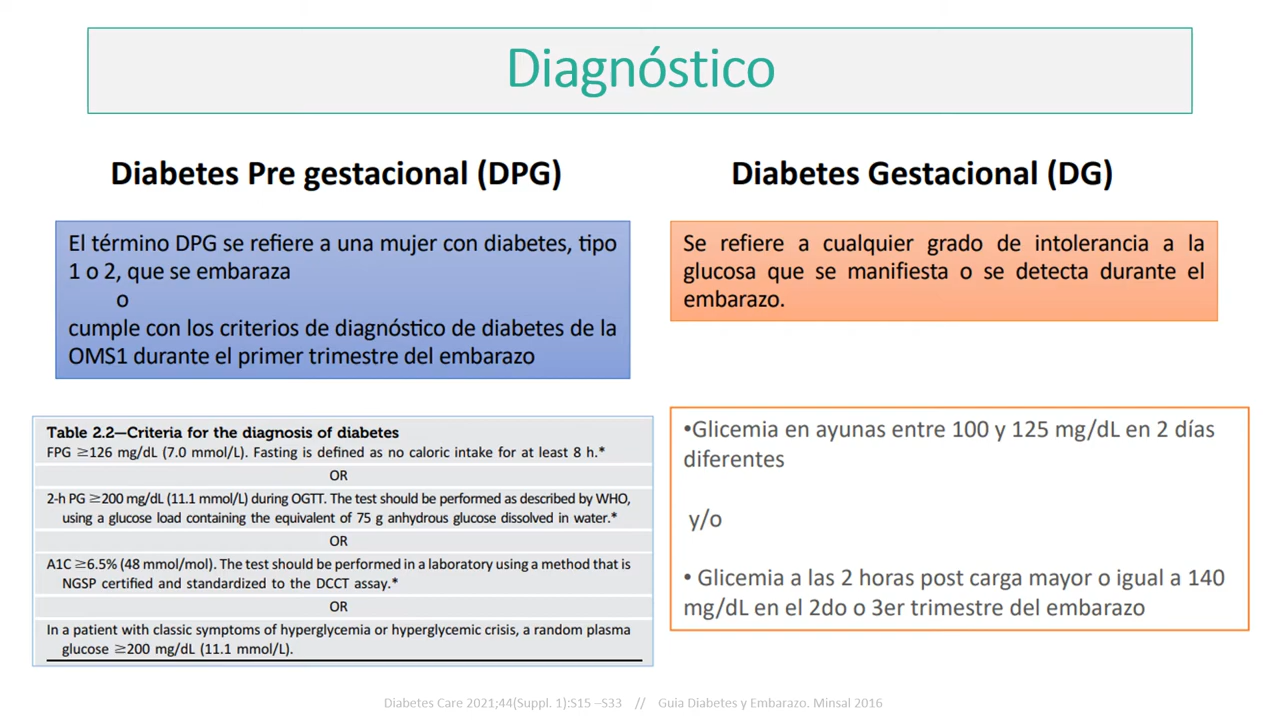 Diagnóstico
Diabetes Pre gestacional (DPG)
El término DPG se refiere a una mujer con diabetes, tipo
1 o 2, que se embaraza
o
cumple con los criterios de diagnóstico de diabetes de la
OMS1 durante el primer trimestre del embarazo
Table 2.2—Criteria for the diagnosis of diabetes
FPG ≥126 mg/dL (7.0 mmol/L). Fasting is defined as no caloric intake for at least 8 h.*
OR
2-h PG ≥200 mg/dL (11.1 mmol/L) during OGTT. The test should be performed as described by WHO,
using a glucose load containing the equivalent of 75 g anhydrous glucose dissolved in water.*
OR
A1C ≥6.5% (48 mmol/mol). The test should be performed in a laboratory using a method that is
NGSP certified and standardized to the DCCT assay.*
OR
In a patient with classic symptoms of hyperglycemia or hyperglycemic crisis, a random plasma
glucose ≥200 mg/dL (11.1 mmol/L).
Diabetes Gestacional (DG)
Se refiere a cualquier grado de intolerancia a la
glucosa que se manifiesta o se detecta durante el
embarazo.
•Glicemia en ayunas entre 100 y 125 mg/dL en 2 días
diferentes
y/o
• Glicemia a las 2 horas post carga mayor o igual a 140
mg/dL en el 2do o 3er trimestre del embarazo
Diabetes Care 2021;44(Suppl. 1):S15 –S33 // Guia Diabetes y Embarazo. Minsal 2016